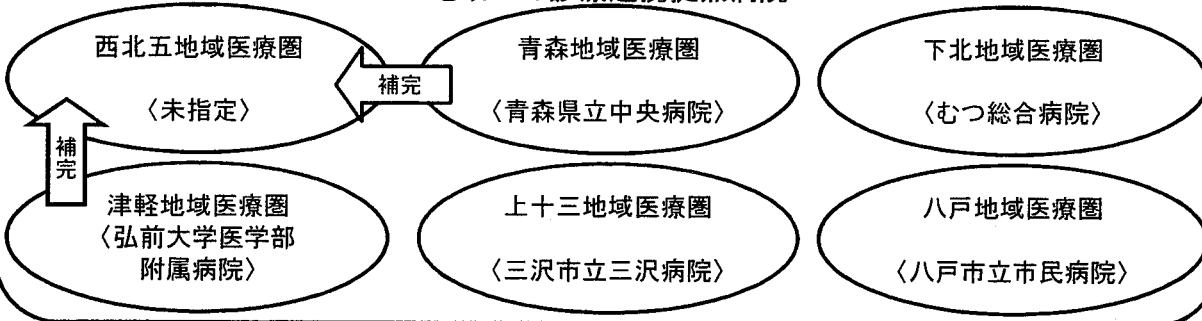 西北五地域医療圏
〈未指定〉
補完
青森地域医療圏
〈青森県立中央病院〉
下北地域医療圏
〈むつ総合病院〉
補完
津軽地域医療圏
〈弘前大学医学部
附属病院〉
上十三地域医療圏
〈三沢市立三沢病院〉
八戸地域医療圏
〈八戸市立市民病院〉